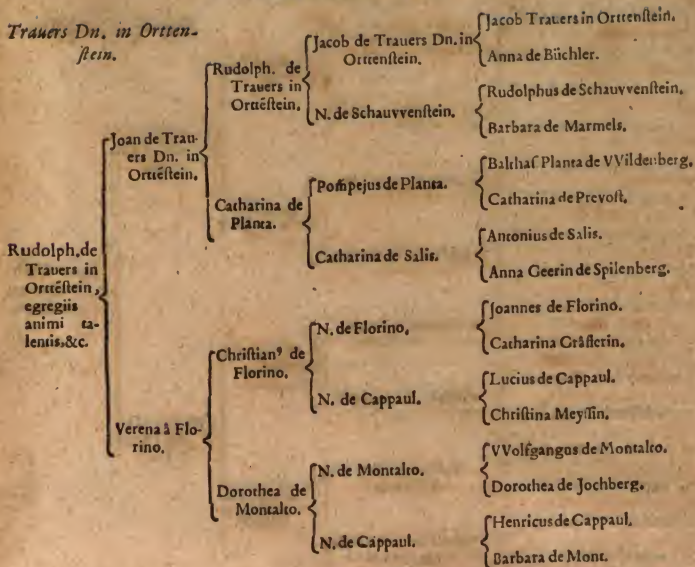 Trauers Dn. in Ortten-
stein.
Rudolph. de
Trauers in
Orttēstein,
egregiis
animi ta-
lentis, &c.
Joan de Trau-
ers Dn. in
Orttēstein.
Verena à Flo-
rino.
Rudolph. de
Trauers in
Orttēstein.
Catharina de
Planta.
Christian⁹ de
Florino.
Dorothea de
Montalto.
Jacob de Trauers Dn. in
Orttenstein.
N. de Schauvvenstein.
Pompejus de Planta.
Catharina de Salis.
N. de Florino,
N. de Cappaul.
N. de Montalto.
N. de Cappaul.
Jacob Trauers in Orttenstein.
Anna de Büchler.
Rudolphus de Schauvvenstein.
Barbara de Marmels.
Balthas Planta de VVildenberg.
Catharina de Prevost.
Antonius de Salis.
Anna Geerin de Spilenberg.
Joannes de Florino.
Catharina Gräfferin.
Lucius de Cappaul.
Christina Meyssin.
VVolfgangus de Montalto.
Dorothea de Jochberg.
Henricus de Cappaul.
Barbara de Mont.